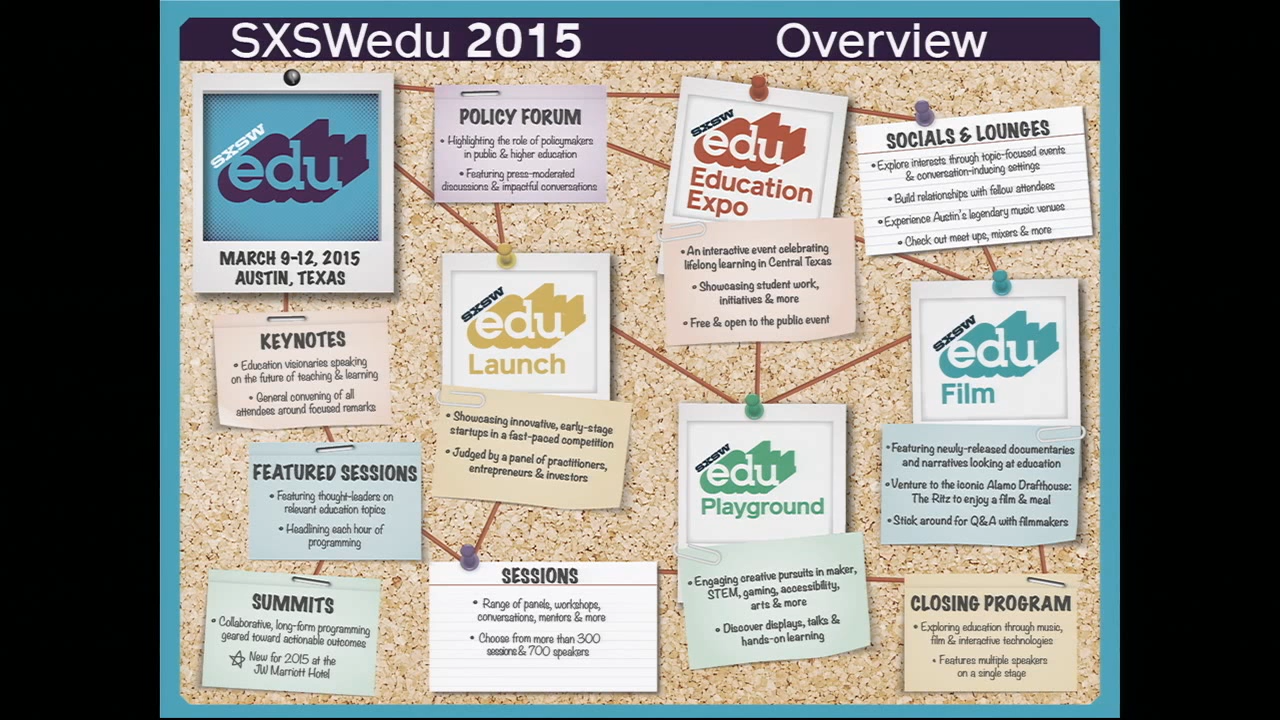 SXSWedu 2015
Overview
SXSW
edu
MARCH 9-12, 2015
AUSTIN, TEXAS
KEYNOTES
• Education visionaries speaking
on the future of teaching & learning
• General convening of all
attendees around focused remarks
FEATURED SESSIONS
• Featuring thought-leaders on
relevant education topics
• Headlining each hour of
programming
SUMMITS
• Collaborative, long-form programming
geared toward actionable outcomes
New for 2015 at the
JW Marriott Hotel
POLICY FORUM
• Highlighting the role of policymakers
in public & higher education
• Featuring press-moderated
discussions & impactful conversations
SXSW
edu
Launch
• Showcasing innovative, early-stage
startups in a fast-paced competition
• Judged by a panel of practitioners,
entrepreneurs & investors
SESSIONS
• Range of panels, workshops,
conversations, mentors & more
• Choose from more than 300
sessions & 700 speakers
SXSW
edu
Education
Expo
• An interactive event celebrating
lifelong learning in Central Texas
• Showcasing student work,
initiatives & more
• Free & open to the public event
SXSW
edu
Playground
• Engaging creative pursuits in maker,
STEM, gaming, accessibility,
arts & more
• Discover displays, talks &
hands-on learning
SOCIALS & LOUNGES
• Explore interests through topic-focused events
& conversation-inducing settings
• Build relationships with fellow attendees
• Experience Austin's legendary music venues
• Check out meet ups, mixers & more
SXSW
edu
Film
• Featuring newly-released documentaries
and narratives looking at education
• Venture to the iconic Alamo Drafthouse:
The Ritz to enjoy a film & meal
• Stick around for Q&A with filmmakers
CLOSING PROGRAM
• Exploring education through music,
film & interactive technologies
• Features multiple speakers
on a single stage